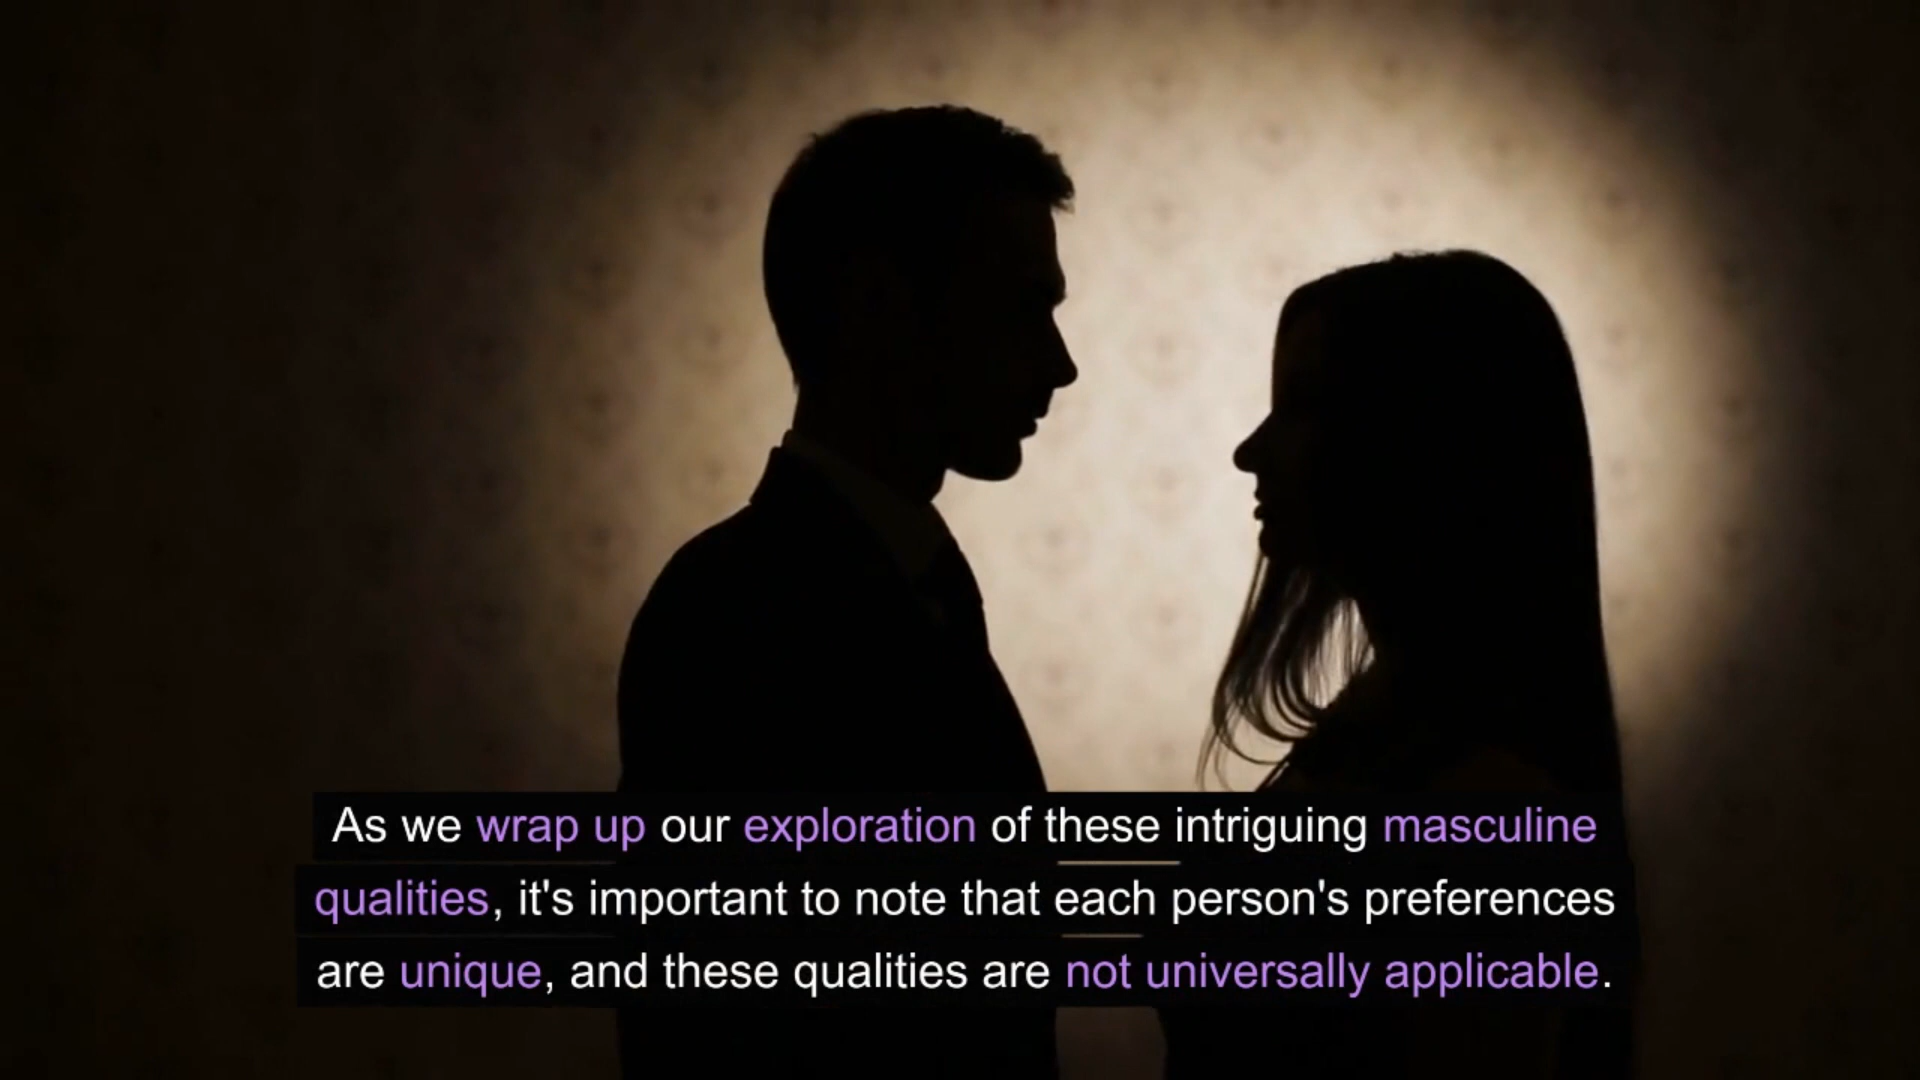 As we wrap up our exploration of these intriguing masculine
qualities, it's important to note that each person's preferences
are unique, and these qualities are not universally applicable.